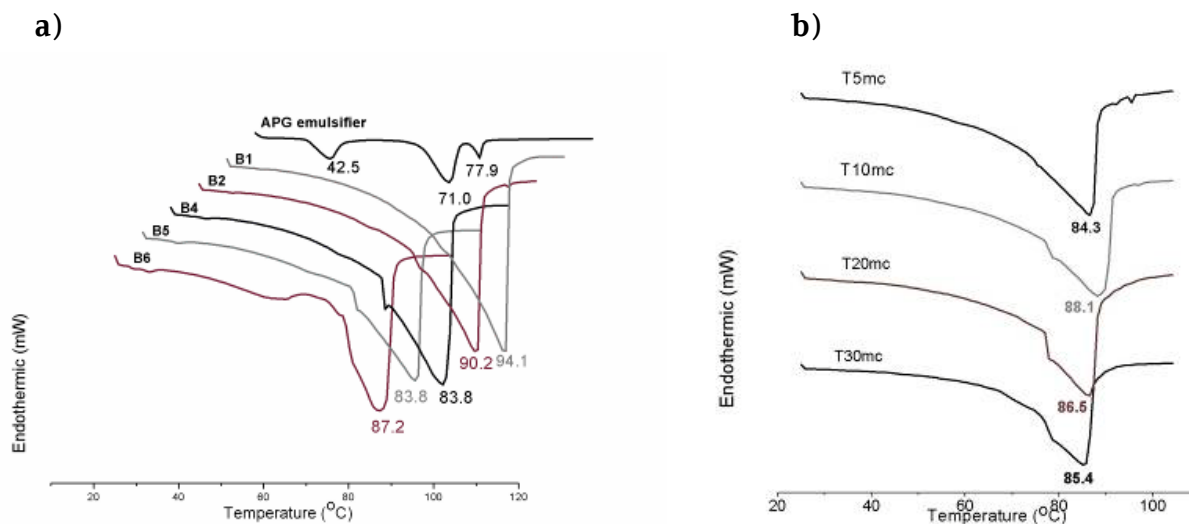 a)
APG emulsifier
42.5
71.0
77.9
B1
B2
B4
B5
B6
94.1
90.2
83.8
83.8
87.2
Endothermic (mW)
20 40 60 80 100 120
Temperature (°C)
b)
T5mc
84.3
T10mc
88.1
T20mc
86.5
T30mc
85.4
Endothermic (mW)
20 40 60 80 100
Temperature (°C)